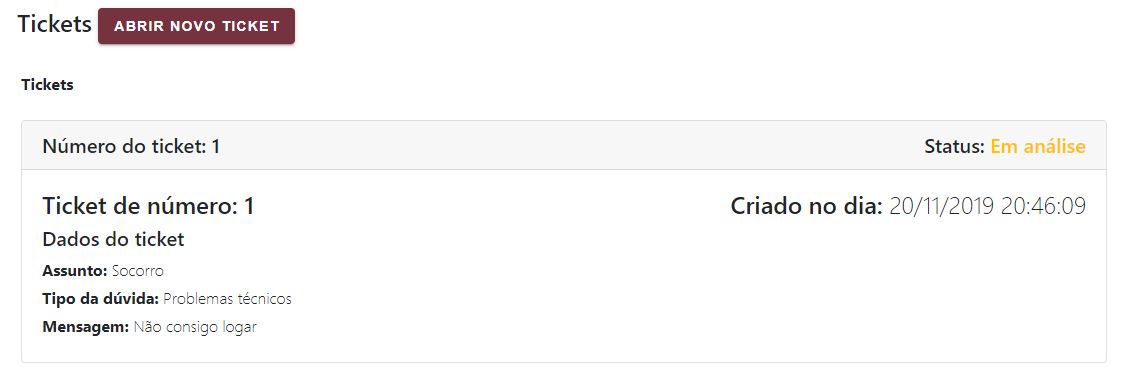 Tickets ABRIR NOVO TICKET
Tickets
Número do ticket: 1 Status: Em análise
Ticket de número: 1 Criado no dia: 20/11/2019 20:46:09
Dados do ticket
Assunto: Socorro
Tipo da dúvida: Problemas técnicos
Mensagem: Não consigo logar